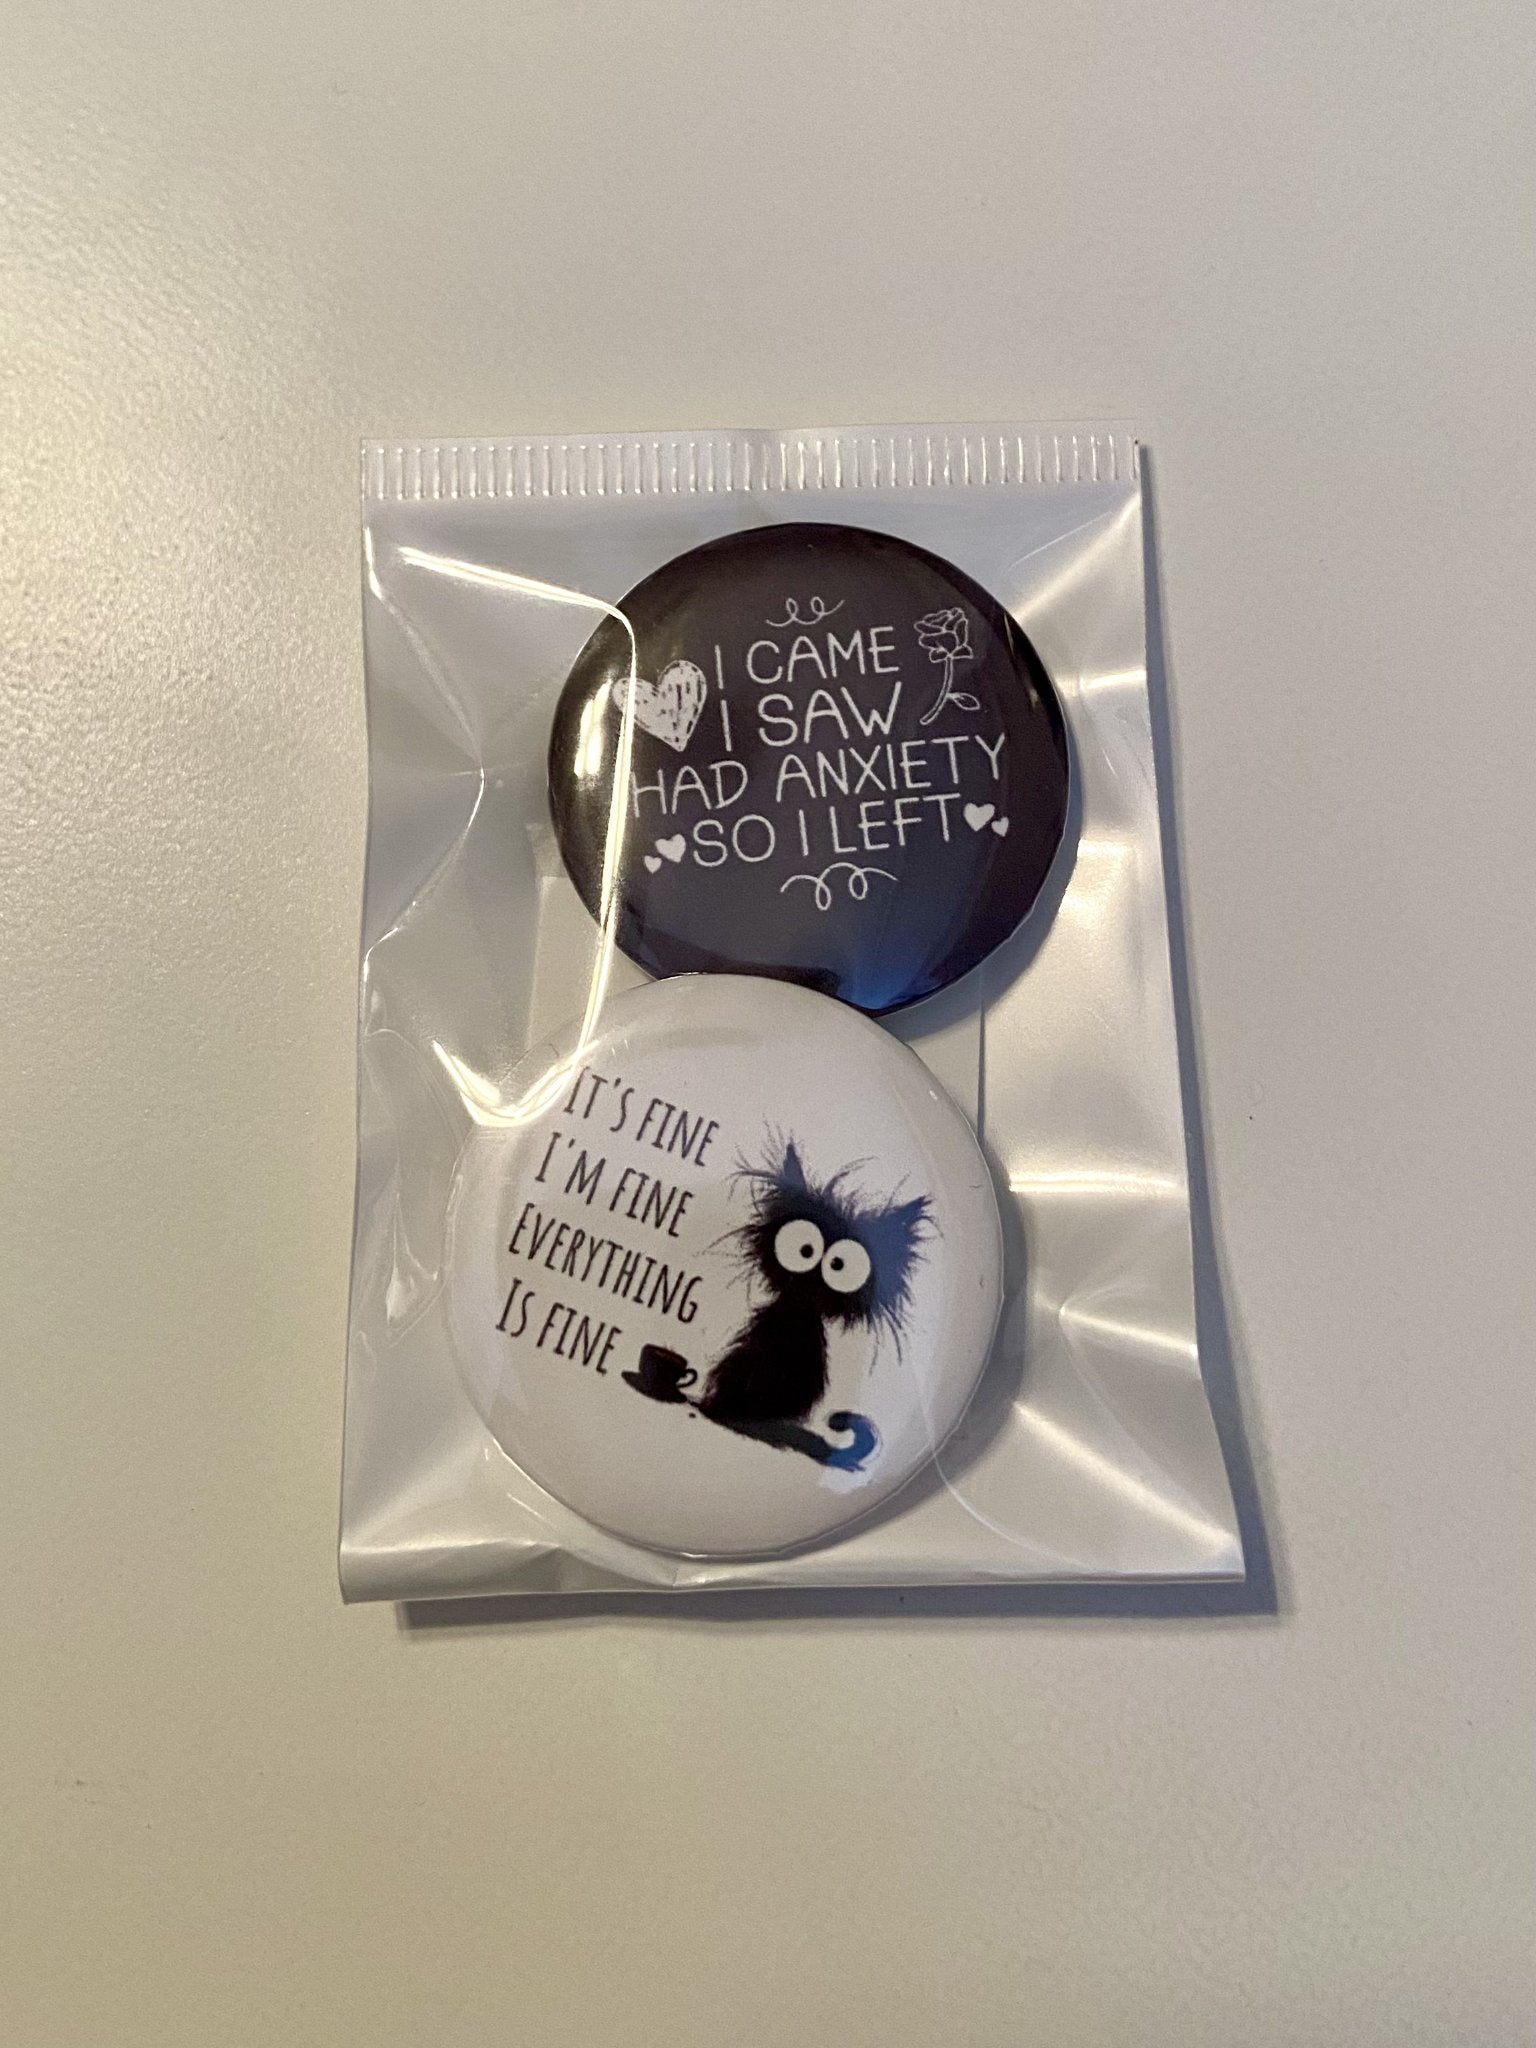 I CAME
I SAW
HAD ANXIETY
SO I LEFT
IT'S FINE
I'M FINE
EVERYTHING
IS FINE